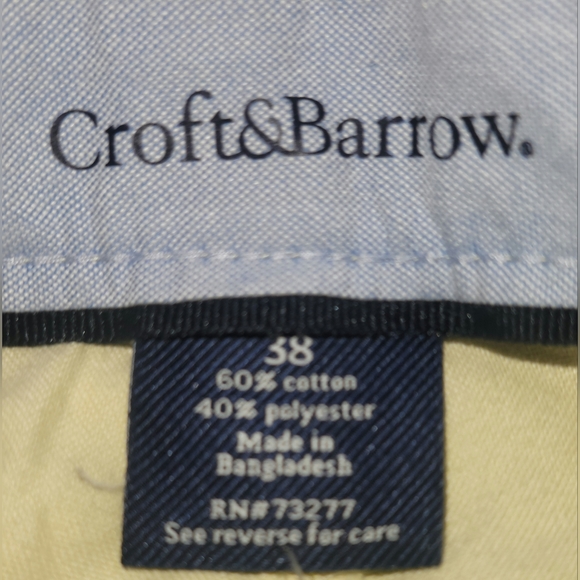 Croft&Barrow.
38
60% cotton
40% polyester
Made in
Bangladesh
RN#73277
See reverse for care